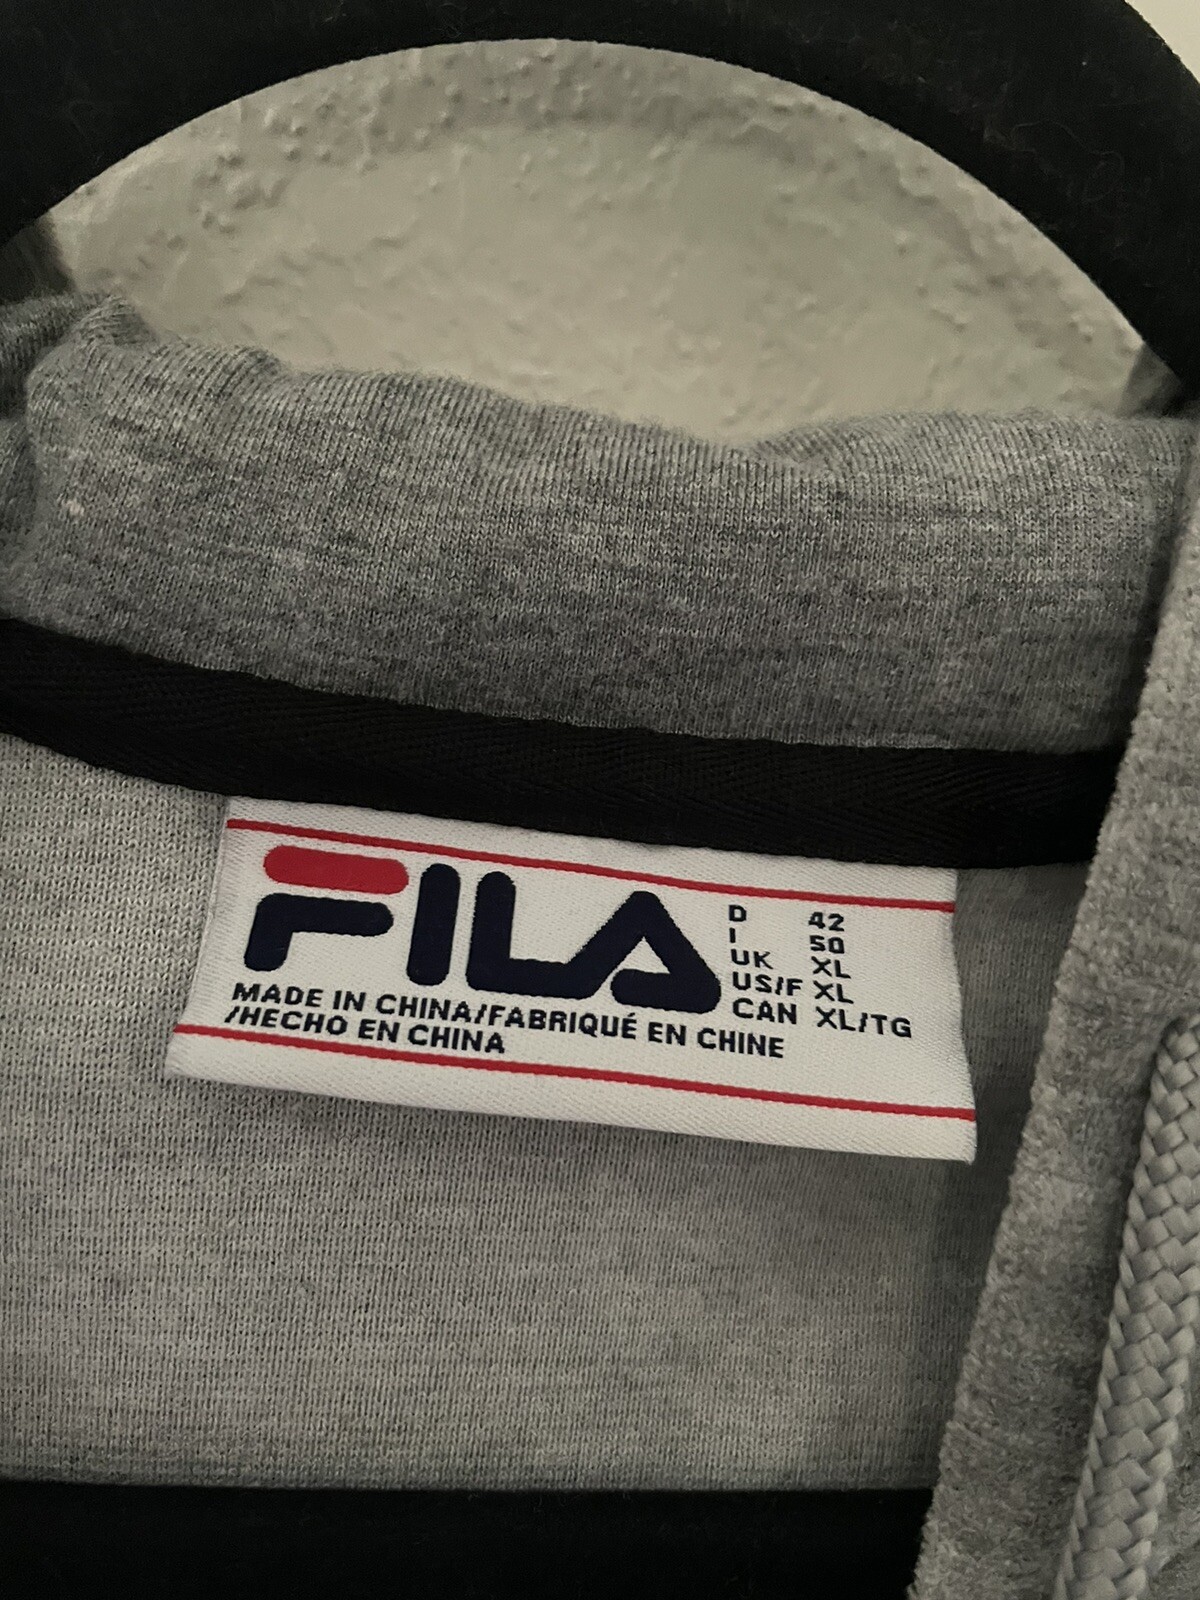 FILA
D 42
I 50
UK XL
US/F XL
CAN XL/TG
MADE IN CHINA/FABRIQUÉ EN CHINE
/HECHO EN CHINA